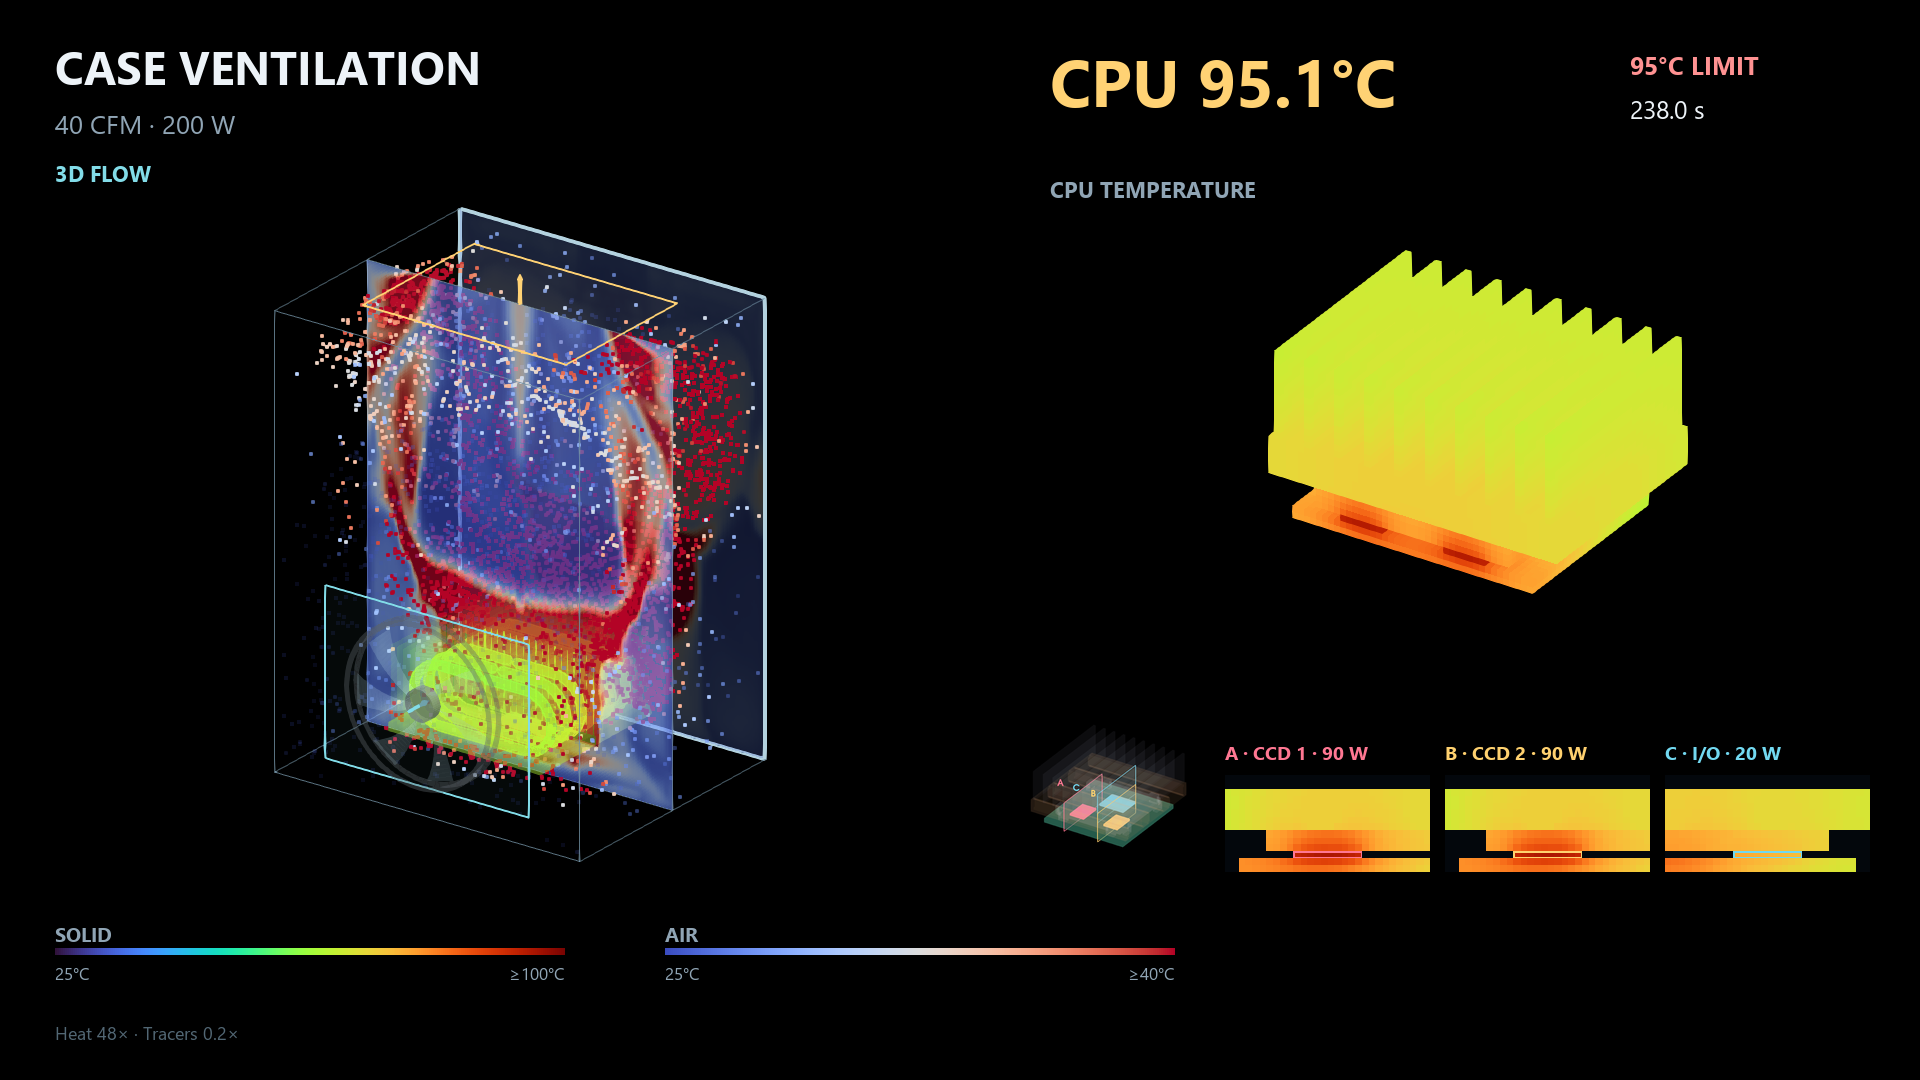 CASE VENTILATION
40 CFM · 200 W
3D FLOW
CPU 95.1°C
95°C LIMIT
238.0 s
CPU TEMPERATURE
A
C
B
A · CCD 1 · 90 W
B · CCD 2 · 90 W
C · I/O · 20 W
SOLID
25°C
≥100°C
AIR
25°C
≥40°C
Heat 48× · Tracers 0.2×